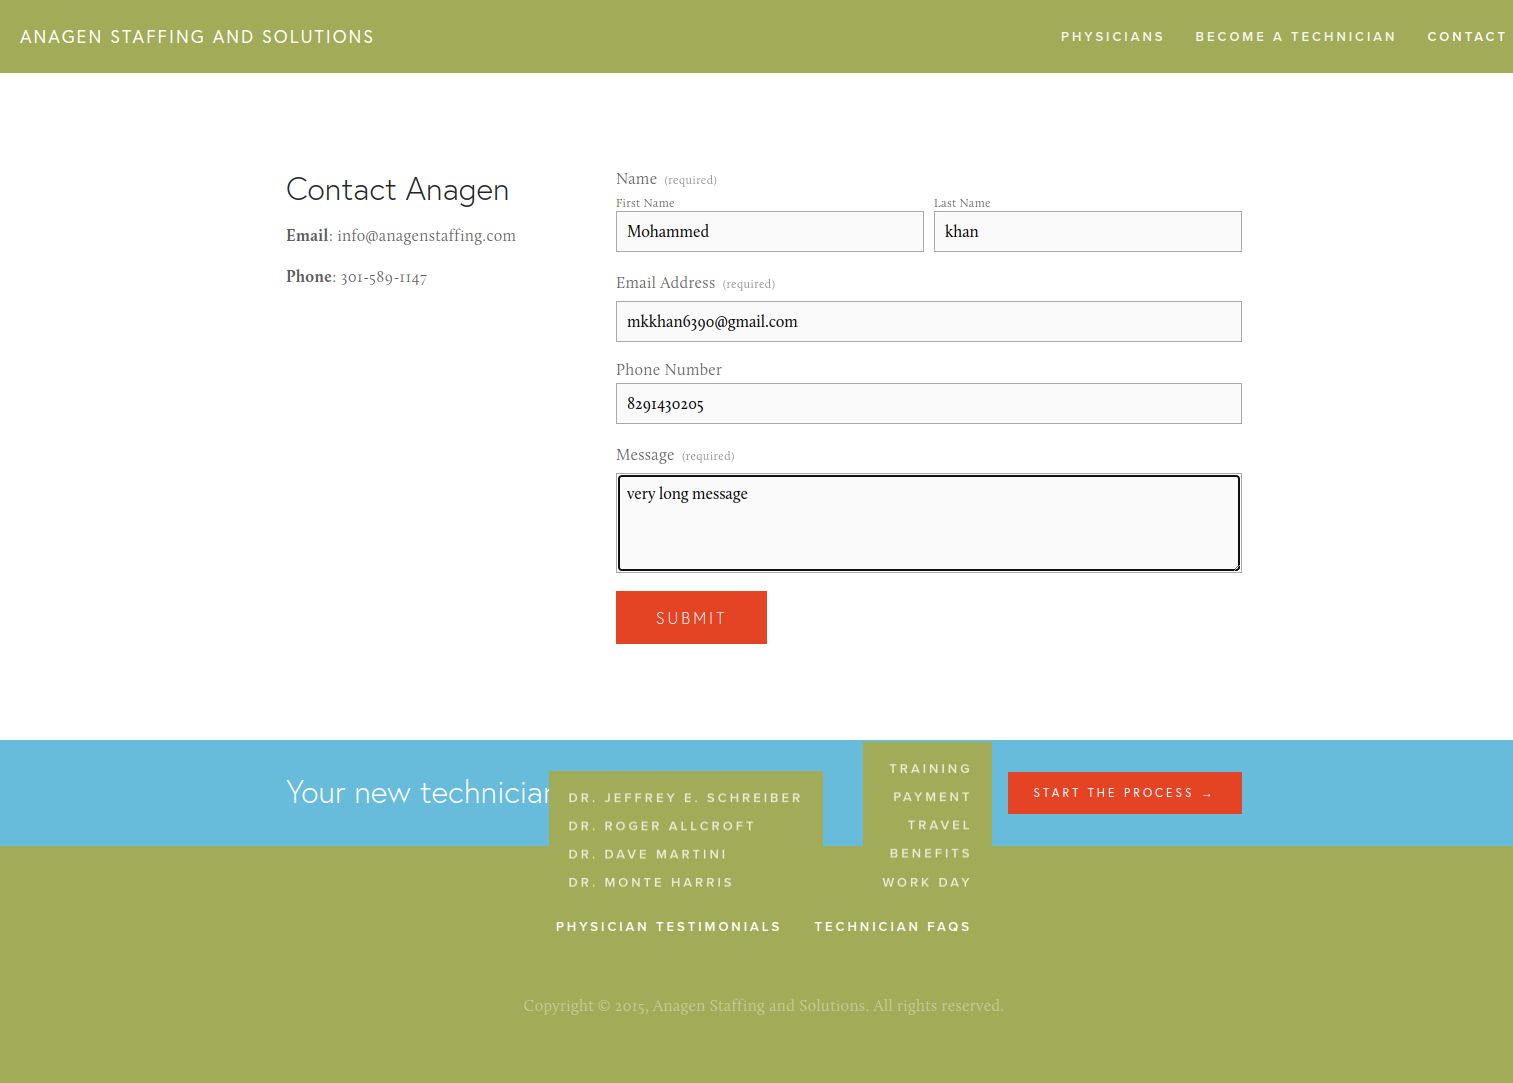 ANAGEN STAFFING AND SOLUTIONS
PHYSICIANS BECOME A TECHNICIAN CONTACT
Contact Anagen
Email: info@anagenstaffing.com
Phone: 301-589-1147
Name (required)
First Name Last Name
Mohammed khan
Email Address (required)
mkkhan6390@gmail.com
Phone Number
8291430205
Message (required)
very long message
SUBMIT
Your new technician
DR. JEFFREY E. SCHREIBER
DR. ROGER ALLCROFT
DR. DAVE MARTINI
DR. MONTE HARRIS
TRAINING
PAYMENT
TRAVEL
BENEFITS
WORK DAY
START THE PROCESS →
PHYSICIAN TESTIMONIALS TECHNICIAN FAQS
Copyright © 2015, Anagen Staffing and Solutions. All rights reserved.